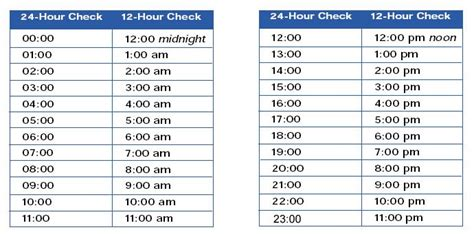 24-Hour Check 12-Hour Check
00:00 12:00 midnight
01:00 1:00 am
02:00 2:00 am
03:00 3:00 am
04:00 4:00 am
05:00 5:00 am
06:00 6:00 am
07:00 7:00 am
08:00 8:00 am
09:00 9:00 am
10:00 10:00 am
11:00 11:00 am
24-Hour Check 12-Hour Check
12:00 12:00 pm noon
13:00 1:00 pm
14:00 2:00 pm
15:00 3:00 pm
16:00 4:00 pm
17:00 5:00 pm
18:00 6:00 pm
19:00 7:00 pm
20:00 8:00 pm
21:00 9:00 pm
22:00 10:00 pm
23:00 11:00 pm